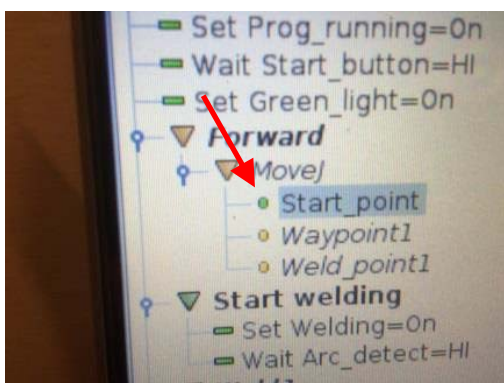 Set Prog_running=On
Wait Start_button=HI
Set Green_light=On
Forward
MoveJ
Start_point
Waypoint1
Weld_point1
Start welding
Set Welding=On
Wait Arc_detect=HI